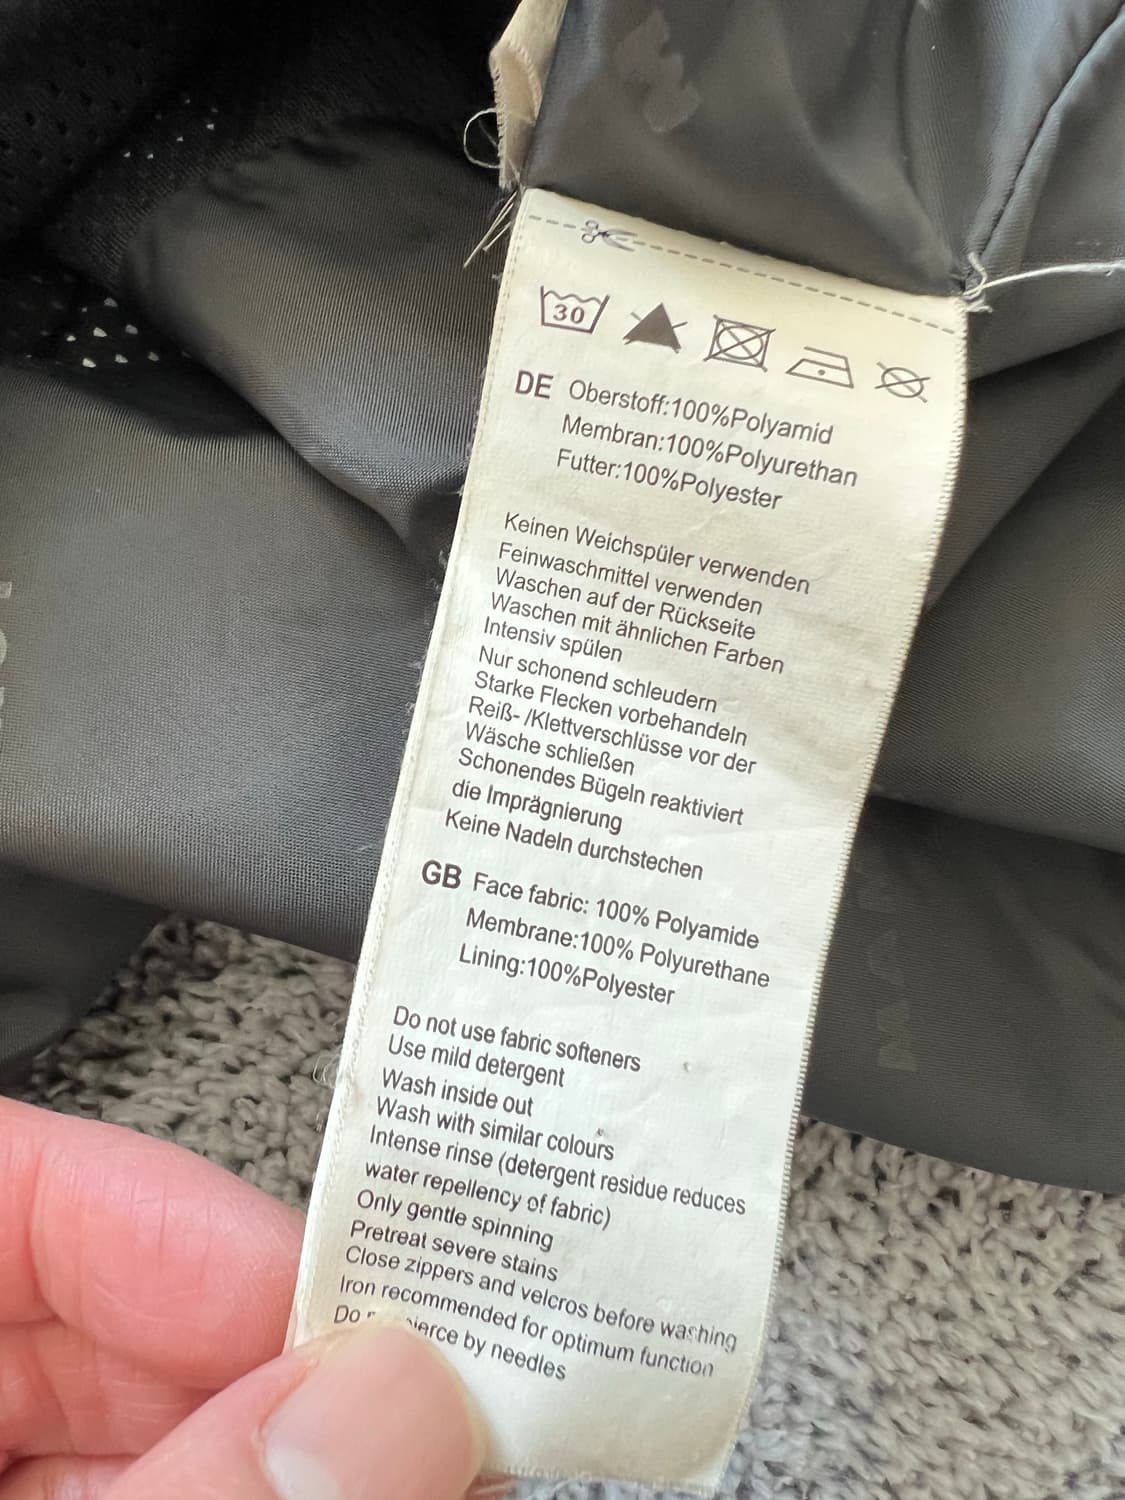 30
DE Oberstoff:100%Polyamid
Membran:100%Polyurethan
Futter:100%Polyester
Keinen Weichspüler verwenden
Feinwaschmittel verwenden
Waschen auf der Rückseite
Waschen mit ähnlichen Farben
Intensiv spülen
Nur schonend schleudern
Starke Flecken vorbehandeln
Reiß- /Klettverschlüsse vor der
Wäsche schließen
Schonendes Bügeln reaktiviert
die Imprägnierung
Keine Nadeln durchstechen
GB Face fabric: 100% Polyamide
Membrane:100% Polyurethane
Lining:100%Polyester
Do not use fabric softeners
Use mild detergent
Wash inside out
Wash with similar colours
Intense rinse (detergent residue reduces
water repellency of fabric)
Only gentle spinning
Pretreat severe stains
Close zippers and velcros before washing
Iron recommended for optimum function
Do pierce by needles